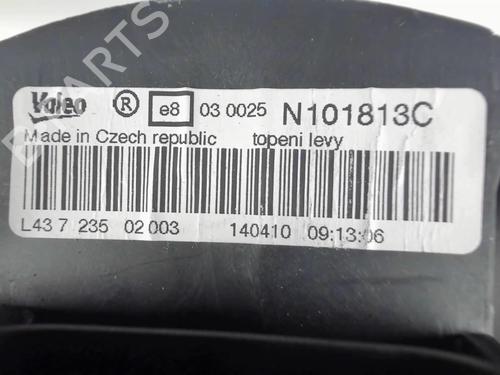 PARTS
Valeo ® e8 03 0025 N101813C
Made in Czech republic topeni levy
L43 7 235 02 003 140410 09:13:06